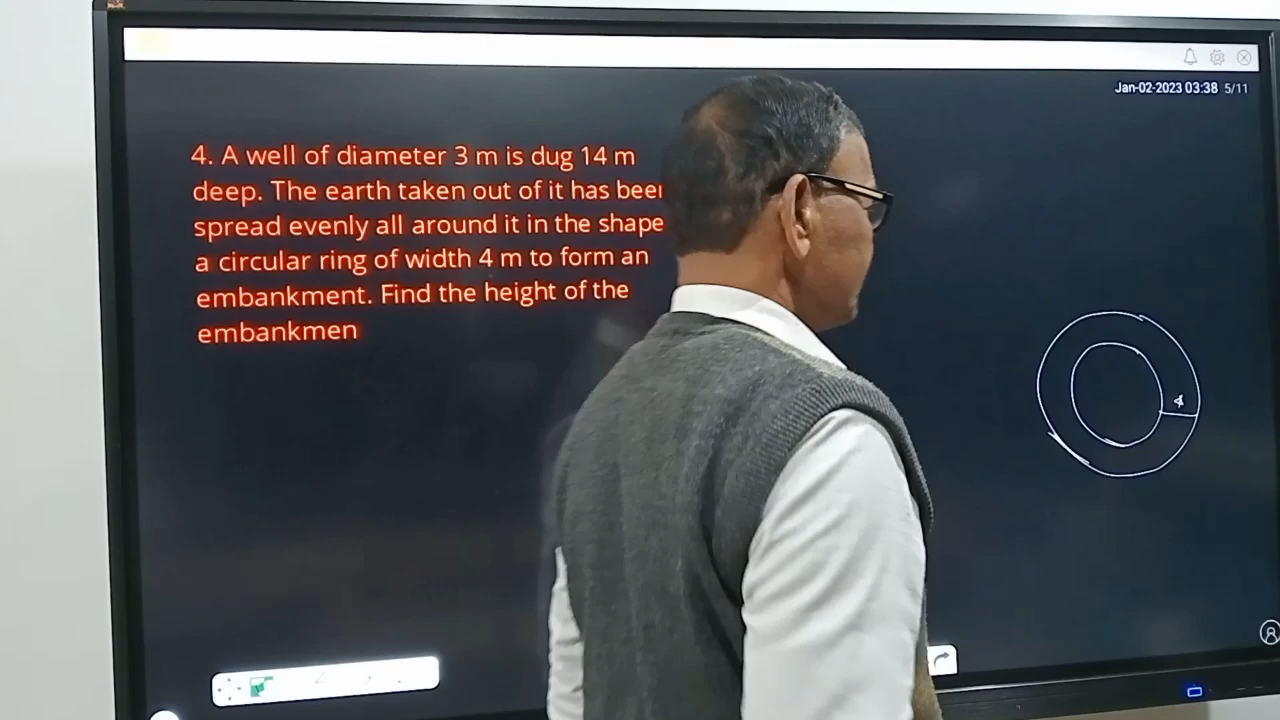 Jan-02-2023 03:38 5/11
4. A well of diameter 3 m is dug 14 m
deep. The earth taken out of it has been
spread evenly all around it in the shape
a circular ring of width 4 m to form an
embankment. Find the height of the
embankmen
4